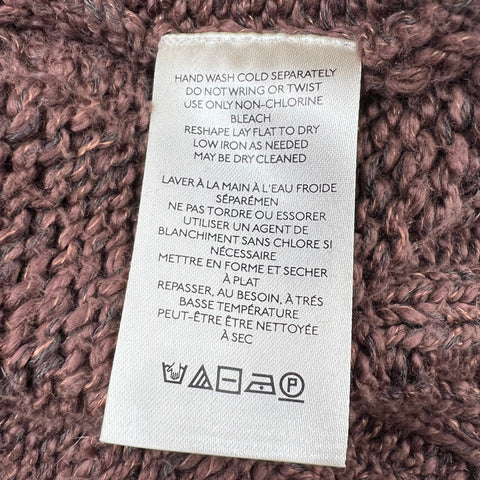 HAND WASH COLD SEPARATELY
DO NOT WRING OR TWIST
USE ONLY NON-CHLORINE
BLEACH
RESHAPE LAY FLAT TO DRY
LOW IRON AS NEEDED
MAY BE DRY CLEANED
LAVER À LA MAIN À L'EAU FROIDE
SÉPARÉMEN
NE PAS TORDRE OU ESSORER
UTILISER UN AGENT DE
BLANCHIMENT SANS CHLORE SI
NÉCESSAIRE
METTRE EN FORME ET SECHER
À PLAT
REPASSER, AU BESOIN, À TRÉS
BASSE TEMPÉRATURE
PEUT-ÊTRE ÊTRE NETTOYÉE
À SEC
P